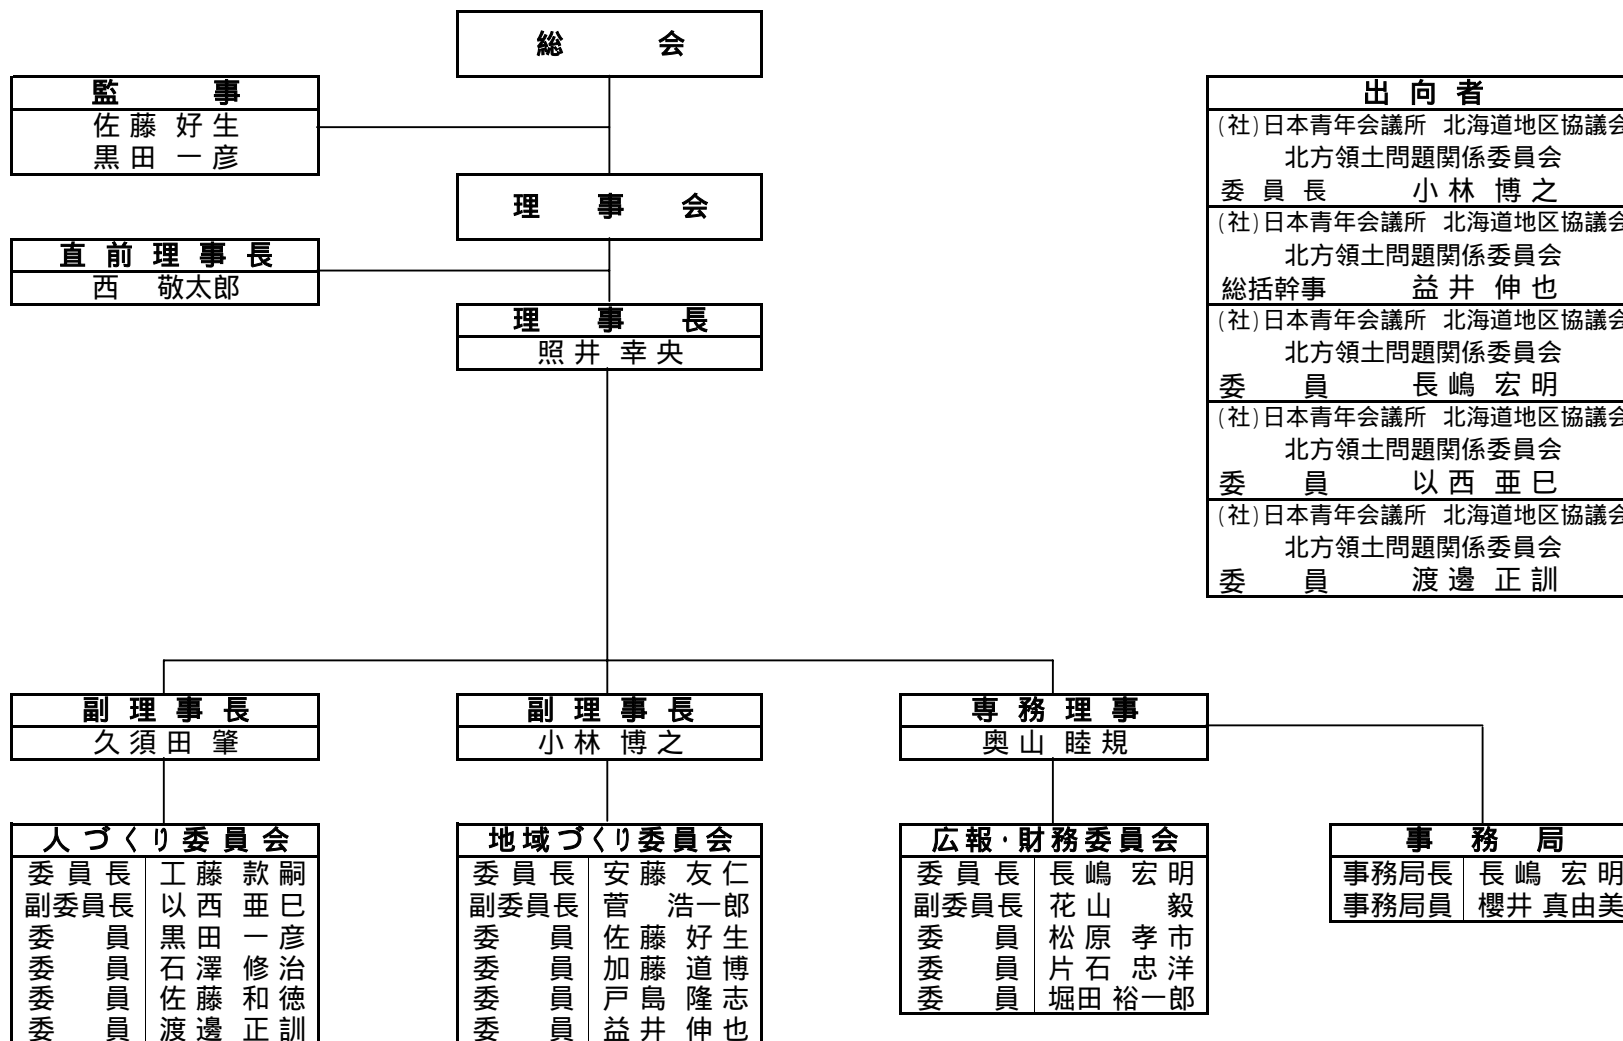 総 会
監 事
佐藤 好生
黒田 一彦
理 事 会
直前理事長
西 敬太郎
理 事 長
照井 幸央
出向者
(社)日本青年会議所 北海道地区協議会
北方領土問題関係委員会
委員長 小林 博之
(社)日本青年会議所 北海道地区協議会
北方領土問題関係委員会
総括幹事 益井 伸也
(社)日本青年会議所 北海道地区協議会
北方領土問題関係委員会
委 員 長嶋 宏明
(社)日本青年会議所 北海道地区協議会
北方領土問題関係委員会
委 員 以西 亜巳
(社)日本青年会議所 北海道地区協議会
北方領土問題関係委員会
委 員 渡邊 正訓
副理事長
久須田 肇
副理事長
小林 博之
専務理事
奥山 睦規
人づくり委員会
委員長 工藤 款嗣
副委員長 以西 亜巳
委 員 黒田 一彦
委 員 石澤 修治
委 員 佐藤 和徳
委 員 渡邊 正訓
地域づくり委員会
委員長 安藤 友仁
副委員長 菅 浩一郎
委 員 佐藤 好生
委 員 加藤 道博
委 員 戸島 隆志
委 員 益井 伸也
広報・財務委員会
委員長 長嶋 宏明
副委員長 花山 毅
委 員 松原 孝市
委 員 片石 忠洋
委 員 堀田 裕一郎
事 務 局
事務局長 長嶋 宏明
事務局員 櫻井 真由美